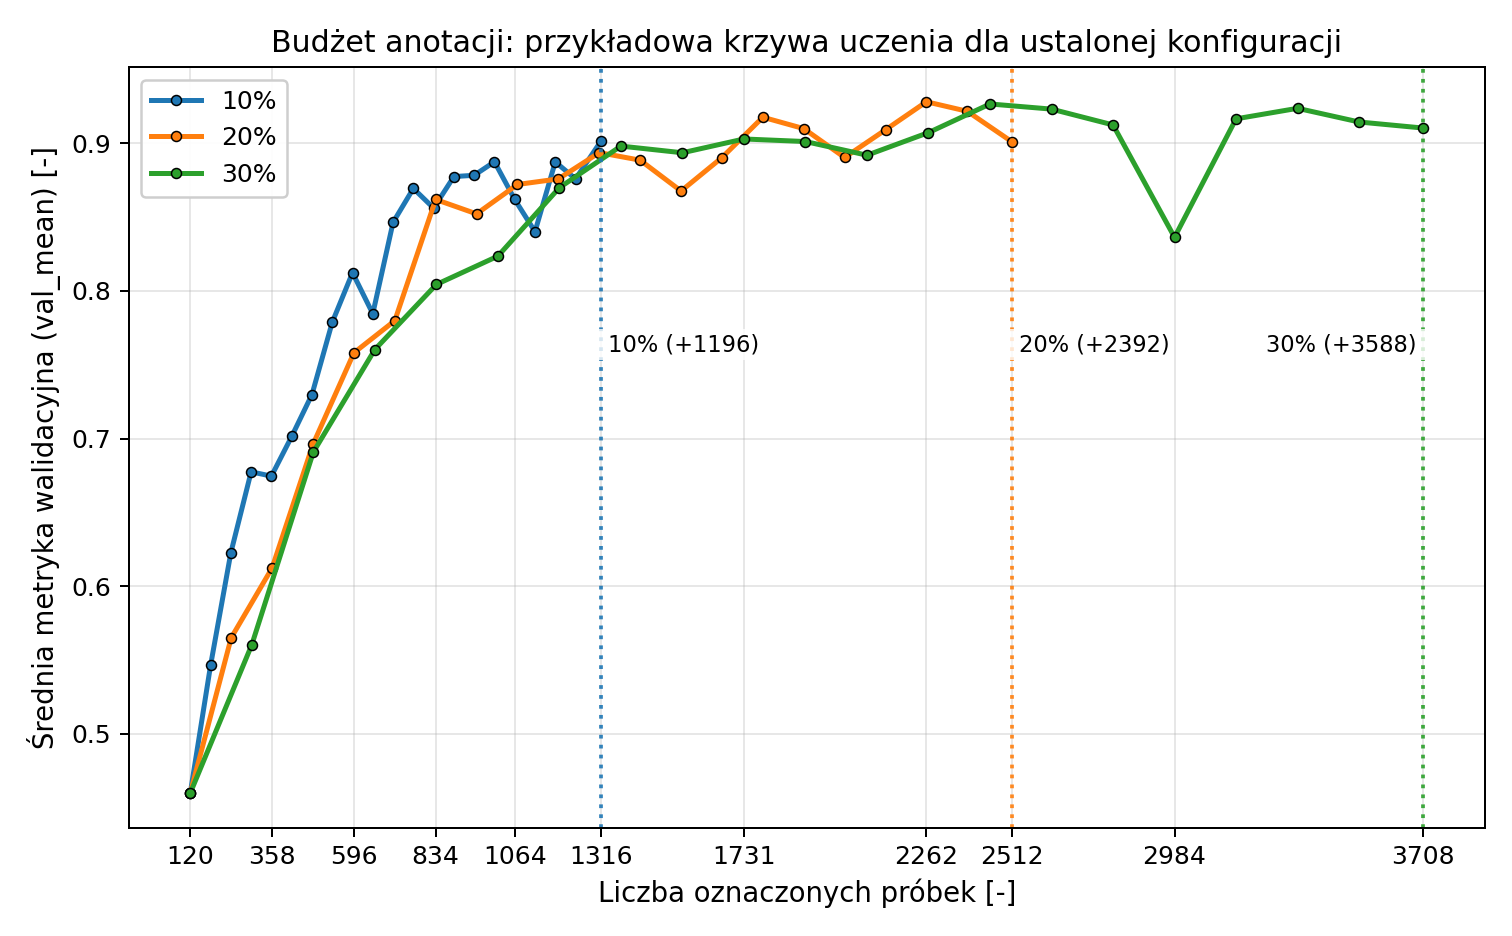 Budżet anotacji: przykładowa krzywa uczenia dla ustalonej konfiguracji
10%
20%
30%
Średnia metryka walidacyjna (val_mean) [-]
0.9
0.8
0.7
0.6
0.5
10% (+1196)
20% (+2392)
30% (+3588)
120 358 596 834 1064 1316 1731 2262 2512 2984 3708
Liczba oznaczonych próbek [-]